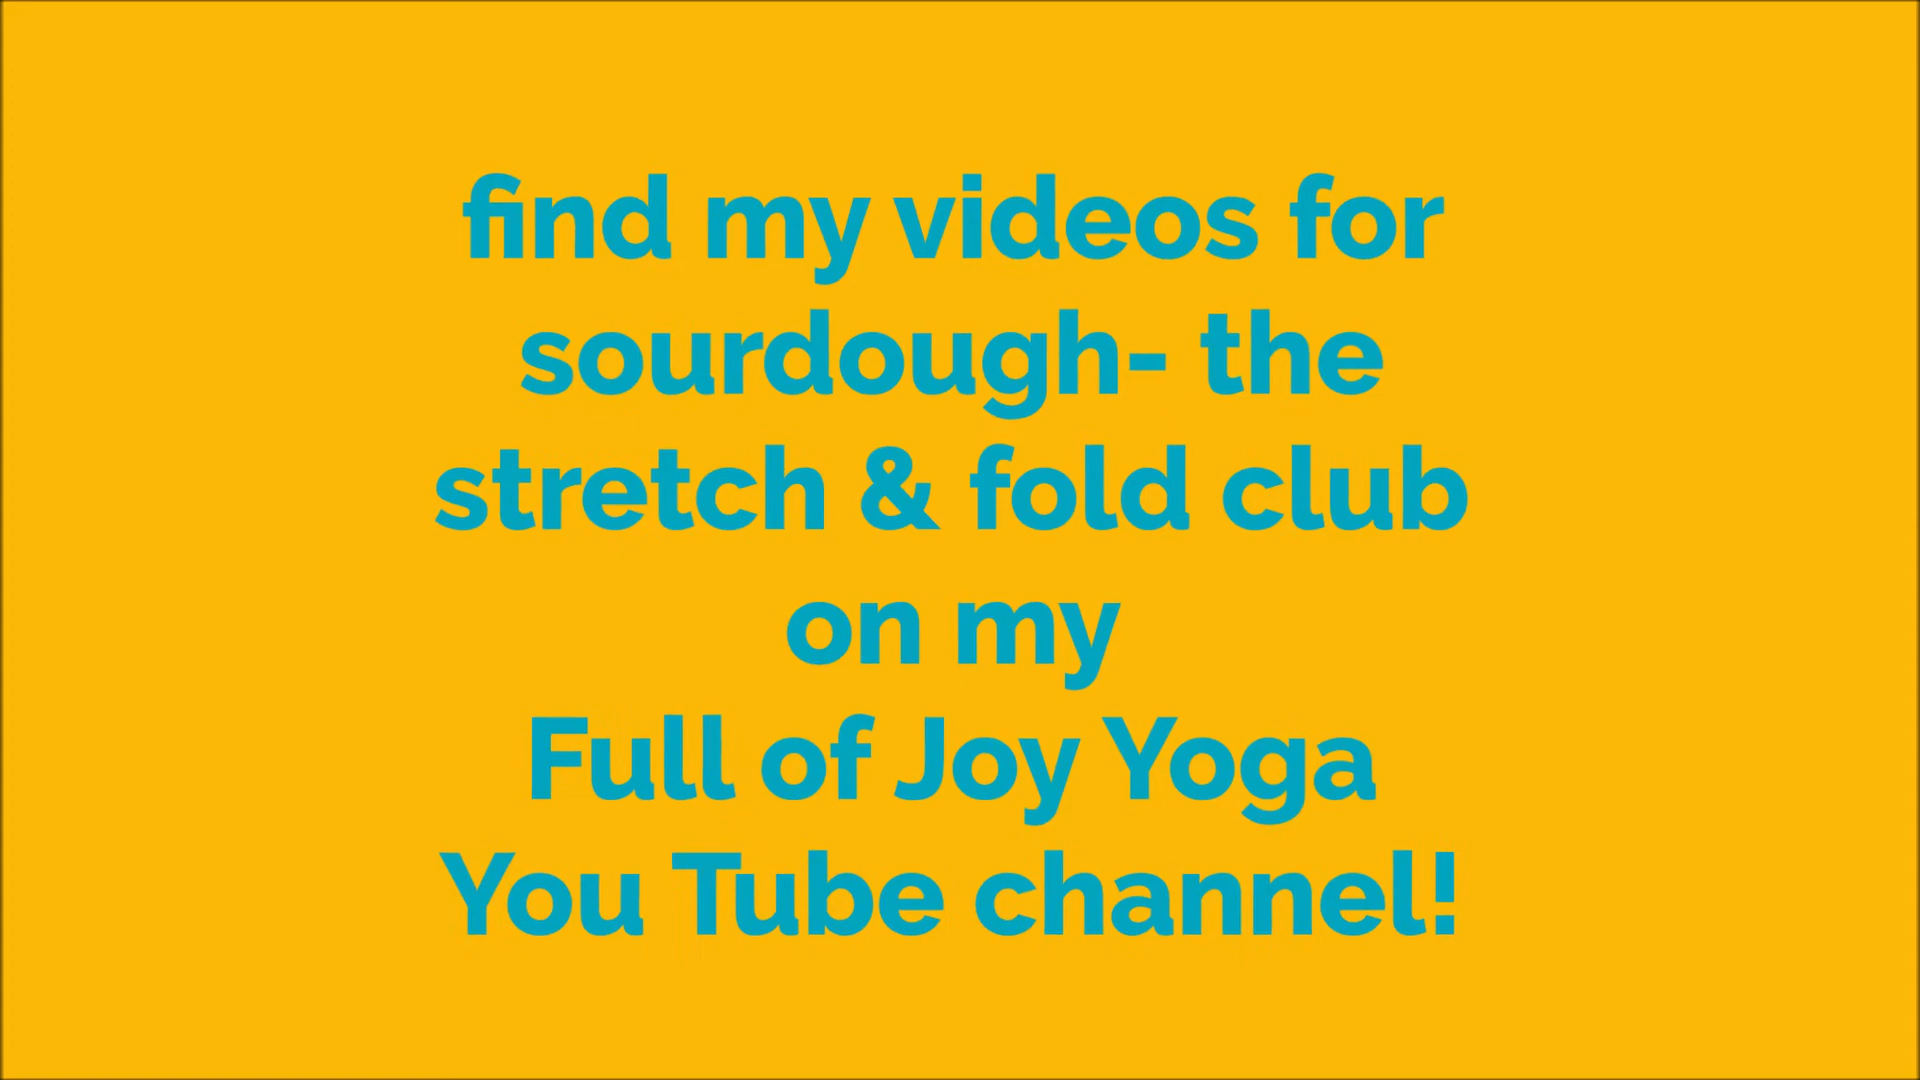 find my videos for
sourdough- the
stretch & fold club
on my
Full of Joy Yoga
You Tube channel!